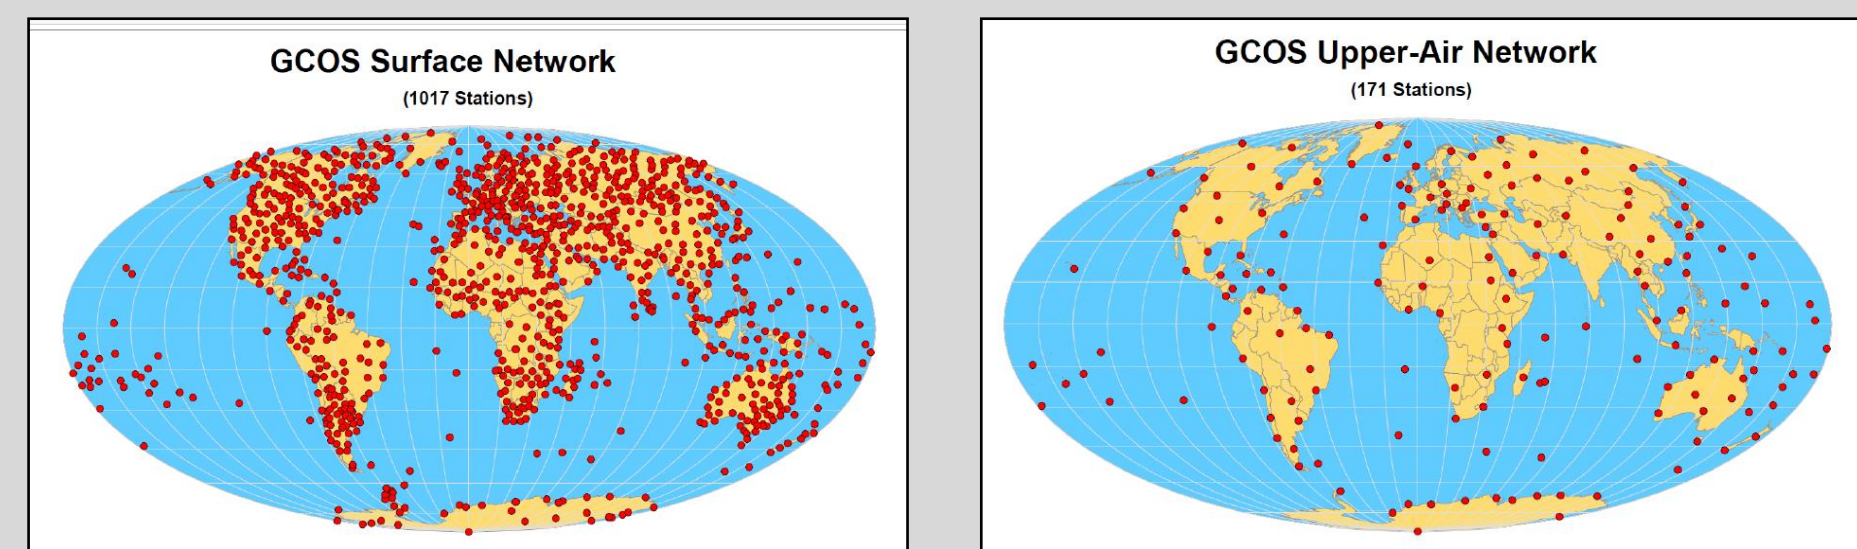 GCOS Surface Network
(1017 Stations)
GCOS Upper-Air Network
(171 Stations)